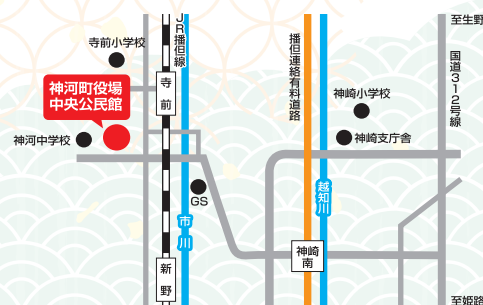 JR播但線
至生野
寺前小学校
播但連絡有料道路
国道312号線
寺前
神河町役場
中央公民館
神崎小学校
神河中学校
神崎支庁舎
GS
越知川
市川
神崎
南
新野
至姫路